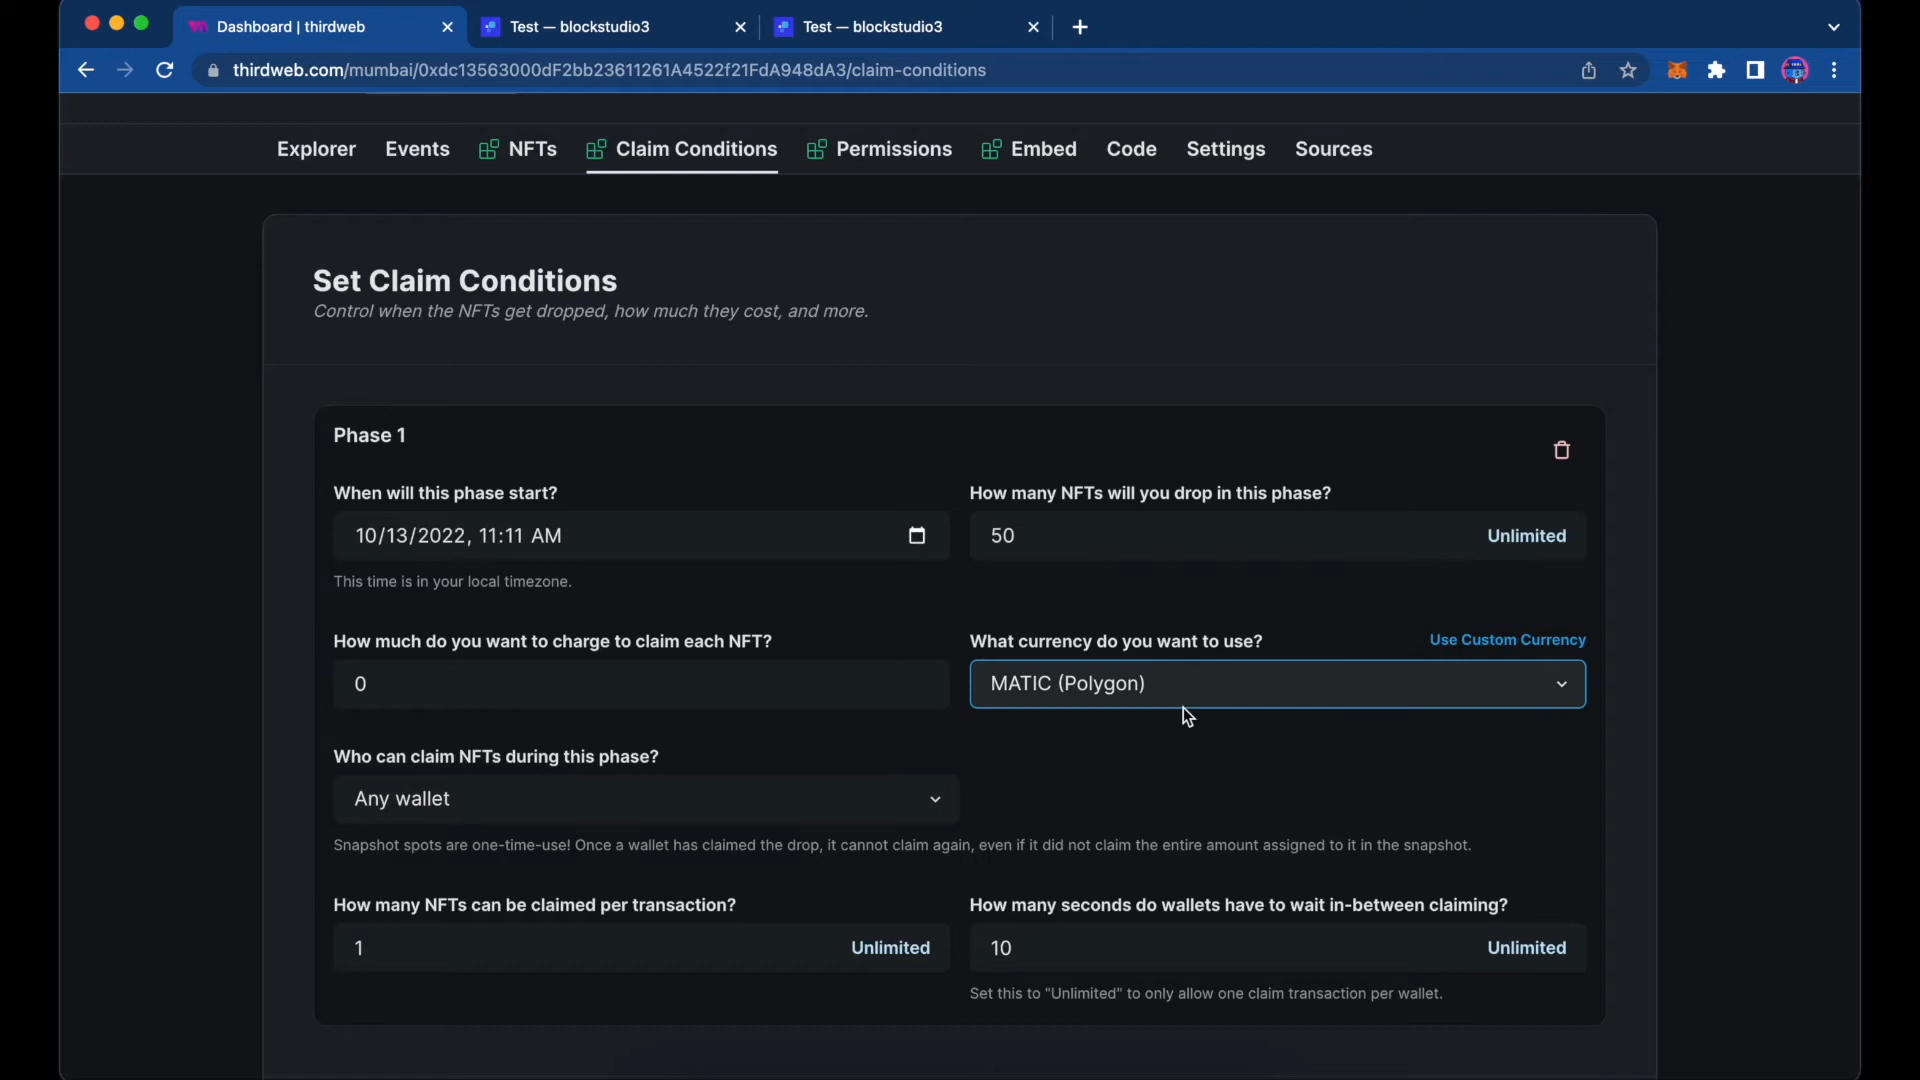 Dashboard | thirdweb
Test — blockstudio3
Test — blockstudio3
thirdweb.com/mumbai/0xdc13563000dF2bb23611261A4522f21FdA948dA3/claim-conditions
Explorer Events NFTs Claim Conditions Permissions Embed Code Settings Sources
Set Claim Conditions
Control when the NFTs get dropped, how much they cost, and more.
Phase 1
When will this phase start?
10/13/2022, 11:11 AM
This time is in your local timezone.
How many NFTs will you drop in this phase?
50 Unlimited
How much do you want to charge to claim each NFT?
0
What currency do you want to use? Use Custom Currency
MATIC (Polygon)
Who can claim NFTs during this phase?
Any wallet
Snapshot spots are one-time-use! Once a wallet has claimed the drop, it cannot claim again, even if it did not claim the entire amount assigned to it in the snapshot.
How many NFTs can be claimed per transaction?
1 Unlimited
How many seconds do wallets have to wait in-between claiming?
10 Unlimited
Set this to "Unlimited" to only allow one claim transaction per wallet.